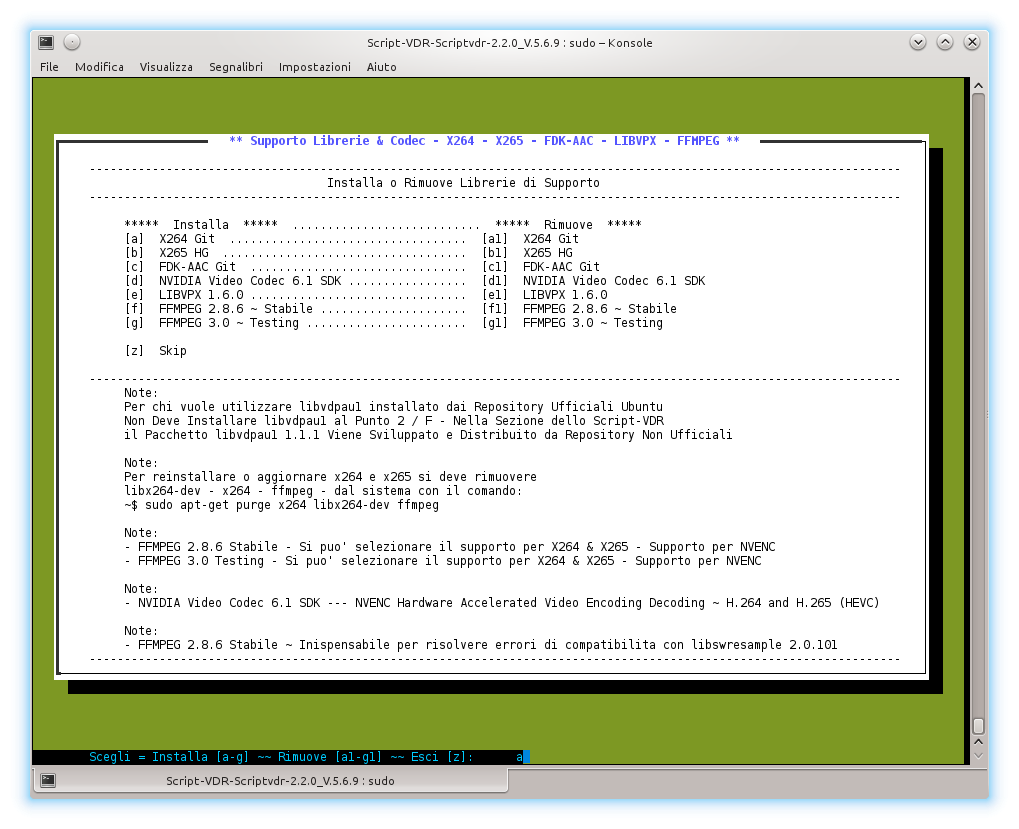 Script-VDR-Scriptvdr-2.2.0_V.5.6.9 : sudo – Konsole
File Modifica Visualizza Segnalibri Impostazioni Aiuto
** Supporto Librerie & Codec - X264 - X265 - FDK-AAC - LIBVPX - FFMPEG **
Installa o Rimuove Librerie di Supporto
***** Installa ***** ........................... ***** Rimuove *****
[a] X264 Git .................................. [a1] X264 Git
[b] X265 HG ................................... [b1] X265 HG
[c] FDK-AAC Git ............................... [c1] FDK-AAC Git
[d] NVIDIA Video Codec 6.1 SDK ................. [d1] NVIDIA Video Codec 6.1 SDK
[e] LIBVPX 1.6.0 ............................... [e1] LIBVPX 1.6.0
[f] FFMPEG 2.8.6 ~ Stabile ..................... [f1] FFMPEG 2.8.6 ~ Stabile
[g] FFMPEG 3.0 ~ Testing ....................... [g1] FFMPEG 3.0 ~ Testing
[z] Skip
Note:
Per chi vuole utilizzare libvdpau1 installato dai Repository Ufficiali Ubuntu
Non Deve Installare libvdpau1 al Punto 2 / F - Nella Sezione dello Script-VDR
il Pacchetto libvdpau1 1.1.1 Viene Sviluppato e Distribuito da Repository Non Ufficiali
Note:
Per reinstallare o aggiornare x264 e x265 si deve rimuovere
libx264-dev - x264 - ffmpeg - dal sistema con il comando:
~$ sudo apt-get purge x264 libx264-dev ffmpeg
Note:
- FFMPEG 2.8.6 Stabile - Si puo' selezionare il supporto per X264 & X265 - Supporto per NVENC
- FFMPEG 3.0 Testing - Si puo' selezionare il supporto per X264 & X265 - Supporto per NVENC
Note:
- NVIDIA Video Codec 6.1 SDK --- NVENC Hardware Accelerated Video Encoding Decoding ~ H.264 and H.265 (HEVC)
Note:
- FFMPEG 2.8.6 Stabile ~ Inispensabile per risolvere errori di compatibilita con libswresample 2.0.101
Scegli = Installa [a-g] ~~ Rimuove [a1-g1] ~~ Esci [z]: a
Script-VDR-Scriptvdr-2.2.0_V.5.6.9 : sudo